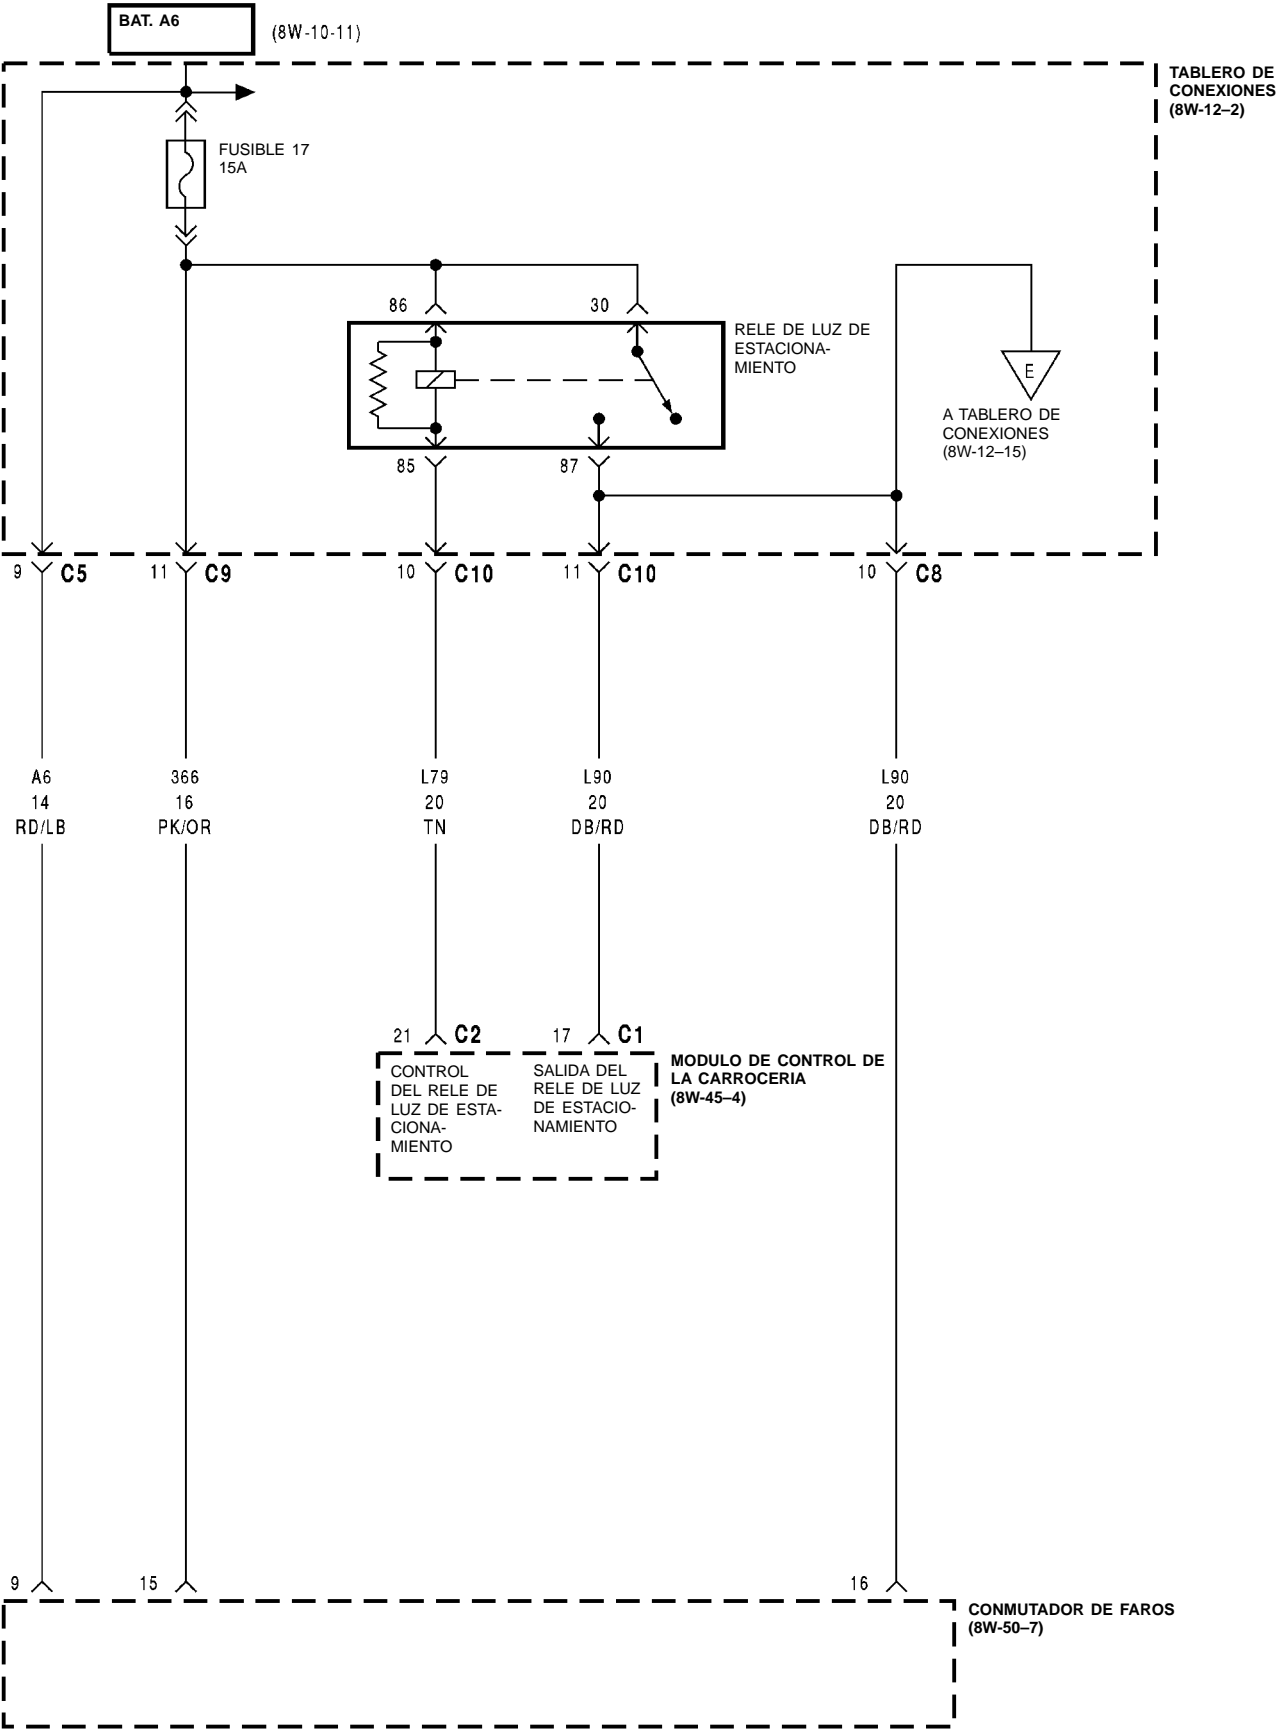 BAT. A6
(8W-10-11)
TABLERO DE
CONEXIONES
(8W-12–2)
FUSIBLE 17
15A
86
30
RELE DE LUZ DE
ESTACIONA-
MIENTO
E
A TABLERO DE
CONEXIONES
(8W-12–15)
85
87
9 C5
11 C9
10 C10
11 C10
10 C8
A6
14
RD/LB
366
16
PK/OR
L79
20
TN
L90
20
DB/RD
L90
20
DB/RD
21 C2
17 C1
CONTROL
DEL RELE DE
LUZ DE ESTA-
CIONA-
MIENTO
SALIDA DEL
RELE DE LUZ
DE ESTACIO-
NAMIENTO
MODULO DE CONTROL DE
LA CARROCERIA
(8W-45–4)
9
15
16
CONMUTADOR DE FAROS
(8W-50–7)